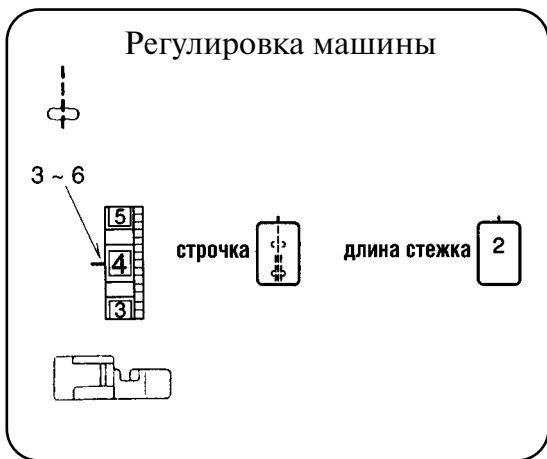 Регулировка машины
3 ~ 6
5
4
3
строчка
длина стежка 2